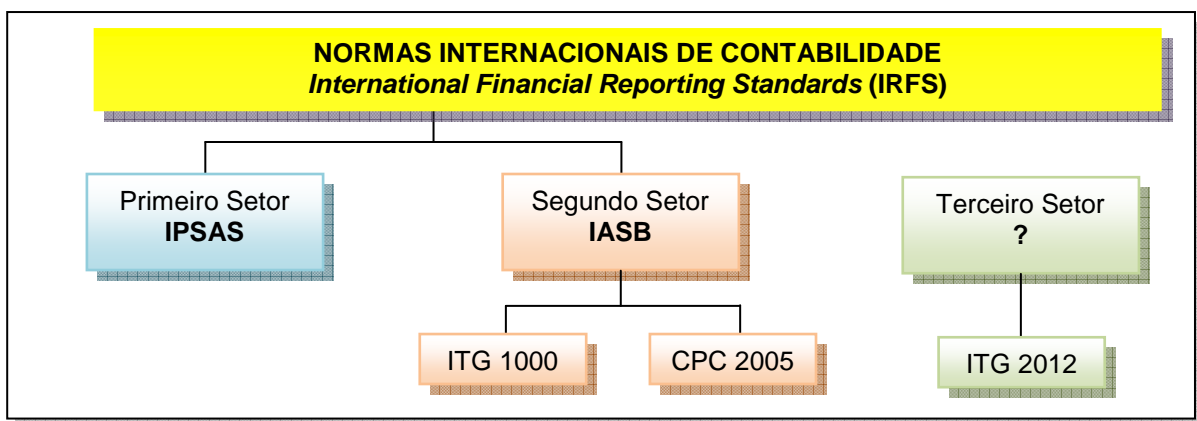 NORMAS INTERNACIONAIS DE CONTABILIDADE
International Financial Reporting Standards (IRFS)
Primeiro Setor
IPSAS
Segundo Setor
IASB
Terceiro Setor
?
ITG 1000
CPC 2005
ITG 2012